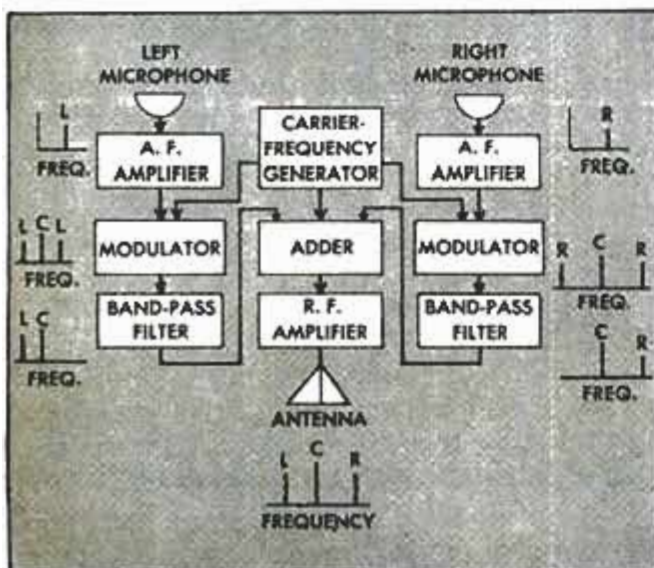 LEFT
MICROPHONE
RIGHT
MICROPHONE
L
FREQ.
A. F.
AMPLIFIER
CARRIER-
FREQUENCY
GENERATOR
A. F.
AMPLIFIER
R
FREQ.
L C L
FREQ.
MODULATOR
ADDER
MODULATOR
R C R
FREQ.
L C
FREQ.
BAND-PASS
FILTER
R. F.
AMPLIFIER
BAND-PASS
FILTER
C R
FREQ.
ANTENNA
L C R
FREQUENCY